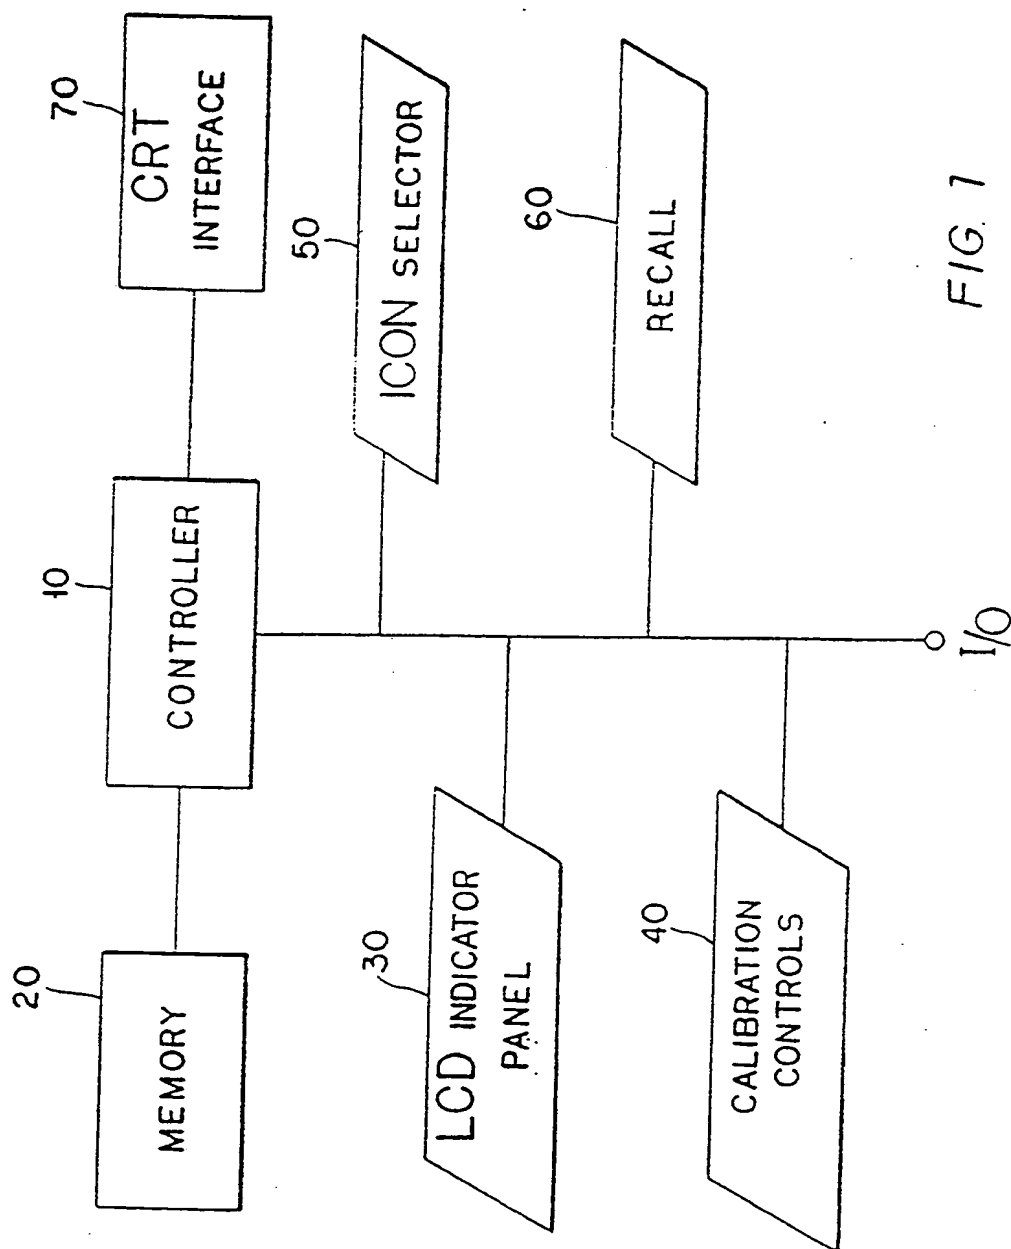 20
MEMORY
10
CONTROLLER
70
CRT
INTERFACE
30
LCD INDICATOR
PANEL
50
ICON SELECTOR
40
CALIBRATION
CONTROLS
60
RECALL
I/O
FIG. 1